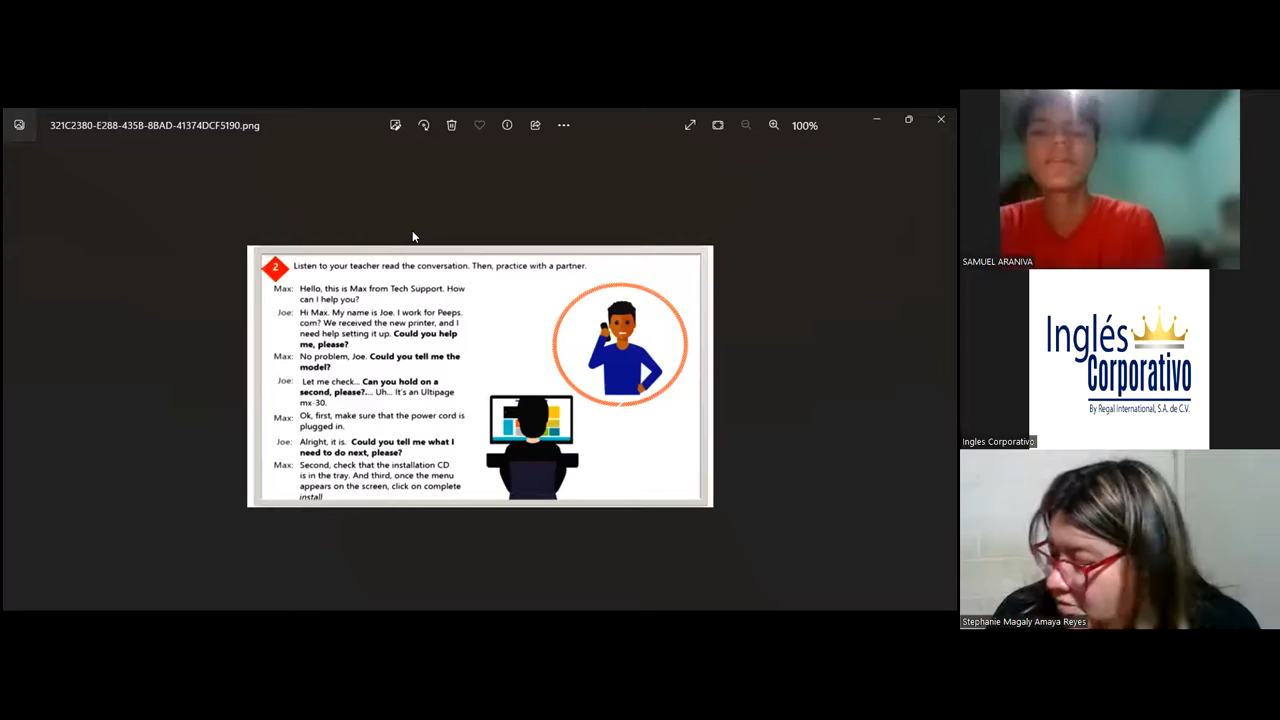 321C2380-E288-435B-8BAD-41374DCF5190.png
100%
2 Listen to your teacher read the conversation. Then, practice with a partner.
Max: Hello, this is Max from Tech Support. How
can I help you?
Joe: Hi Max. My name is Joe. I work for Peeps.
com? We received the new printer, and I
need help setting it up. Could you help
me, please?
Max: No problem, Joe. Could you tell me the
model?
Joe: Let me check... Can you hold on a
second, please?.... Uh... It's an Ultipage
mx-30.
Max: Ok, first, make sure that the power cord is
plugged in.
Joe: Alright, it is. Could you tell me what I
need to do next, please?
Max: Second, check that the installation CD
is in the tray. And third, once the menu
appears on the screen, click on complete
install
SAMUEL ARANIVA
Inglés
Corporativo
By Regal International, S.A. de C.V.
Ingles Corporativo
Stephanie Magaly Amaya Reyes